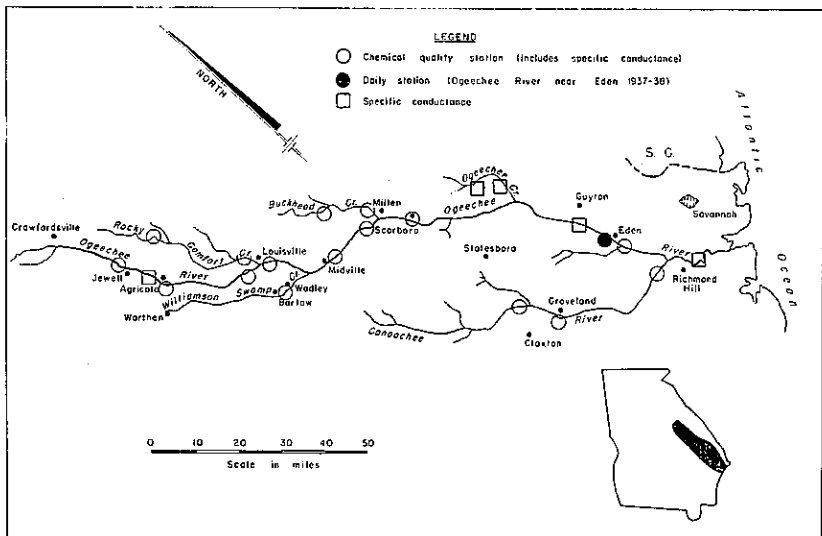 LEGEND
Chemical quality station (includes specific conductance)
Daily station (Ogeechee River near Eden 1937-38)
Specific conductance
NORTH
Atlantic
S. C.
Ogeechee
Cr.
Guyton
Savannah
Buckhead Cr.
Millen
Ogeechee
Eden
Crawfordsville
Rocky
Comfort Cr.
Scarboro
River
Ogeechee
Louisville
Statesboro
Ocean
Jewell
River
Midville
Richmond
Hill
Agricola
Cr.
Wadley
Williamson Swamp
Bartow
Groveland
Warthen
River
Canoochee
Claxton
0 10 20 30 40 50
Scale in miles